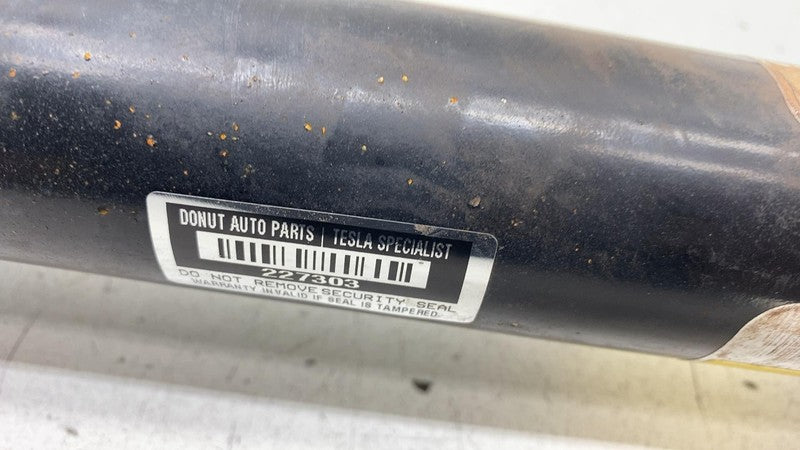 DONUT AUTO PARTS | TESLA SPECIALIST
227303
DO NOT REMOVE SECURITY SEAL
WARRANTY INVALID IF SEAL IS TAMPERED.